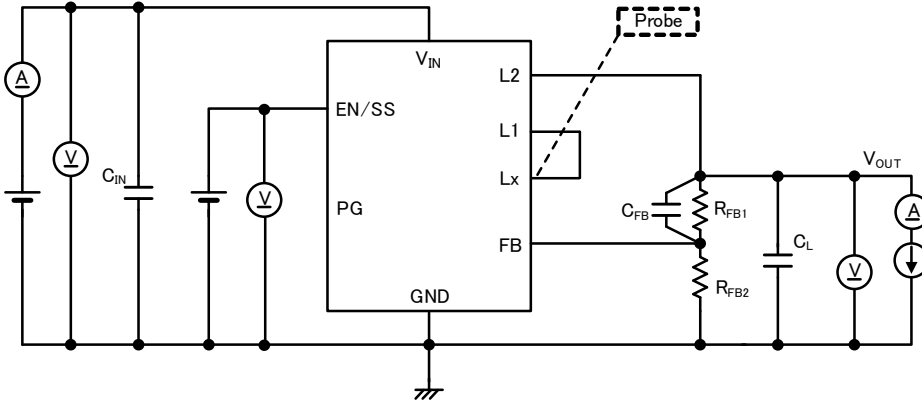 Probe
V_IN
L2
A
EN/SS
L1
V
C_IN
Lx
V_OUT
V
PG
C_FB
R_FB1
A
FB
C_L
V
R_FB2
GND